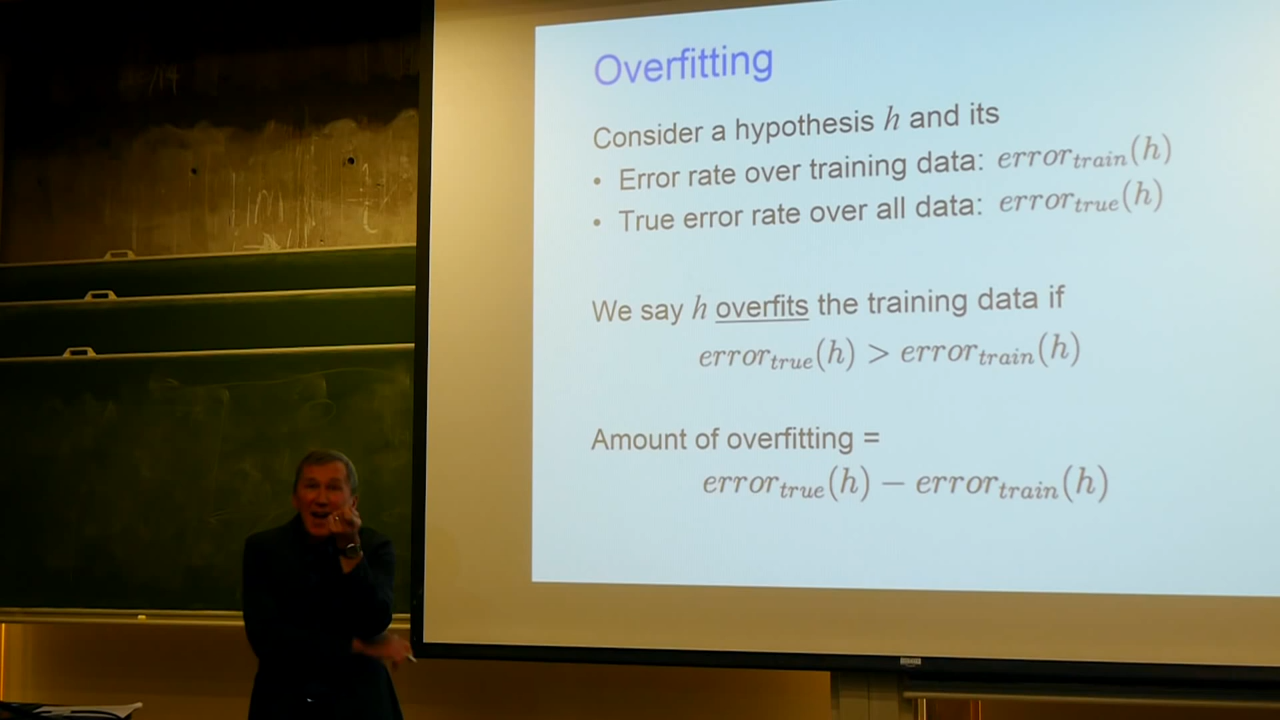 Overfitting
Consider a hypothesis h and its
• Error rate over training data: error_train(h)
• True error rate over all data: error_true(h)
We say h overfits the training data if
error_true(h) > error_train(h)
Amount of overfitting =
error_true(h) − error_train(h)